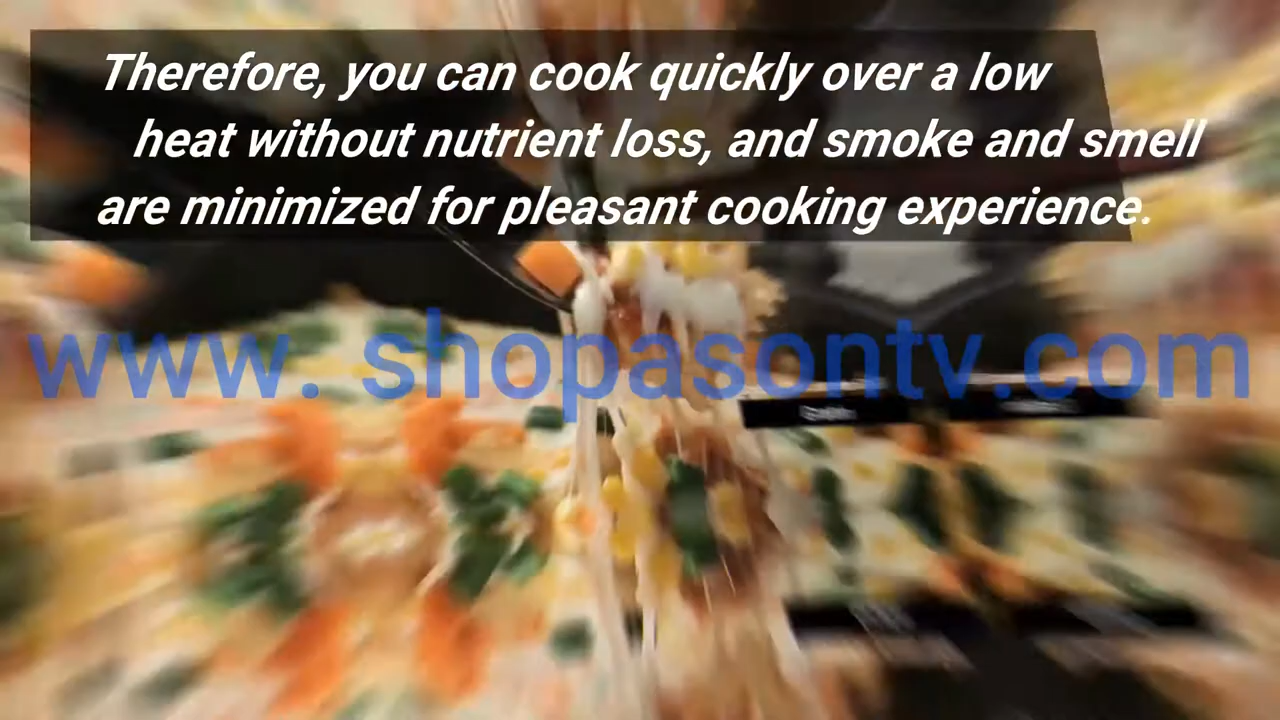 Therefore, you can cook quickly over a low
heat without nutrient loss, and smoke and smell
are minimized for pleasant cooking experience.
www. shopasontv.com